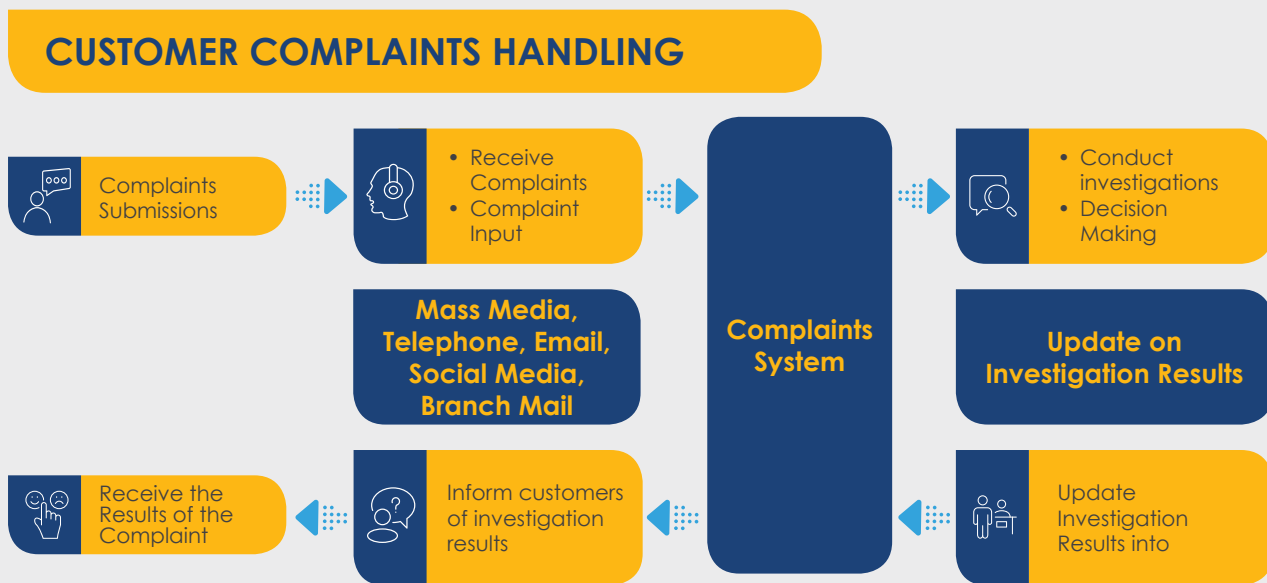 CUSTOMER COMPLAINTS HANDLING
Complaints
Submissions
• Receive
Complaints
• Complaint
Input
• Conduct
investigations
• Decision
Making
Mass Media,
Telephone, Email,
Social Media,
Branch Mail
Complaints
System
Update on
Investigation Results
Receive the
Results of the
Complaint
Inform customers
of investigation
results
Update
Investigation
Results into